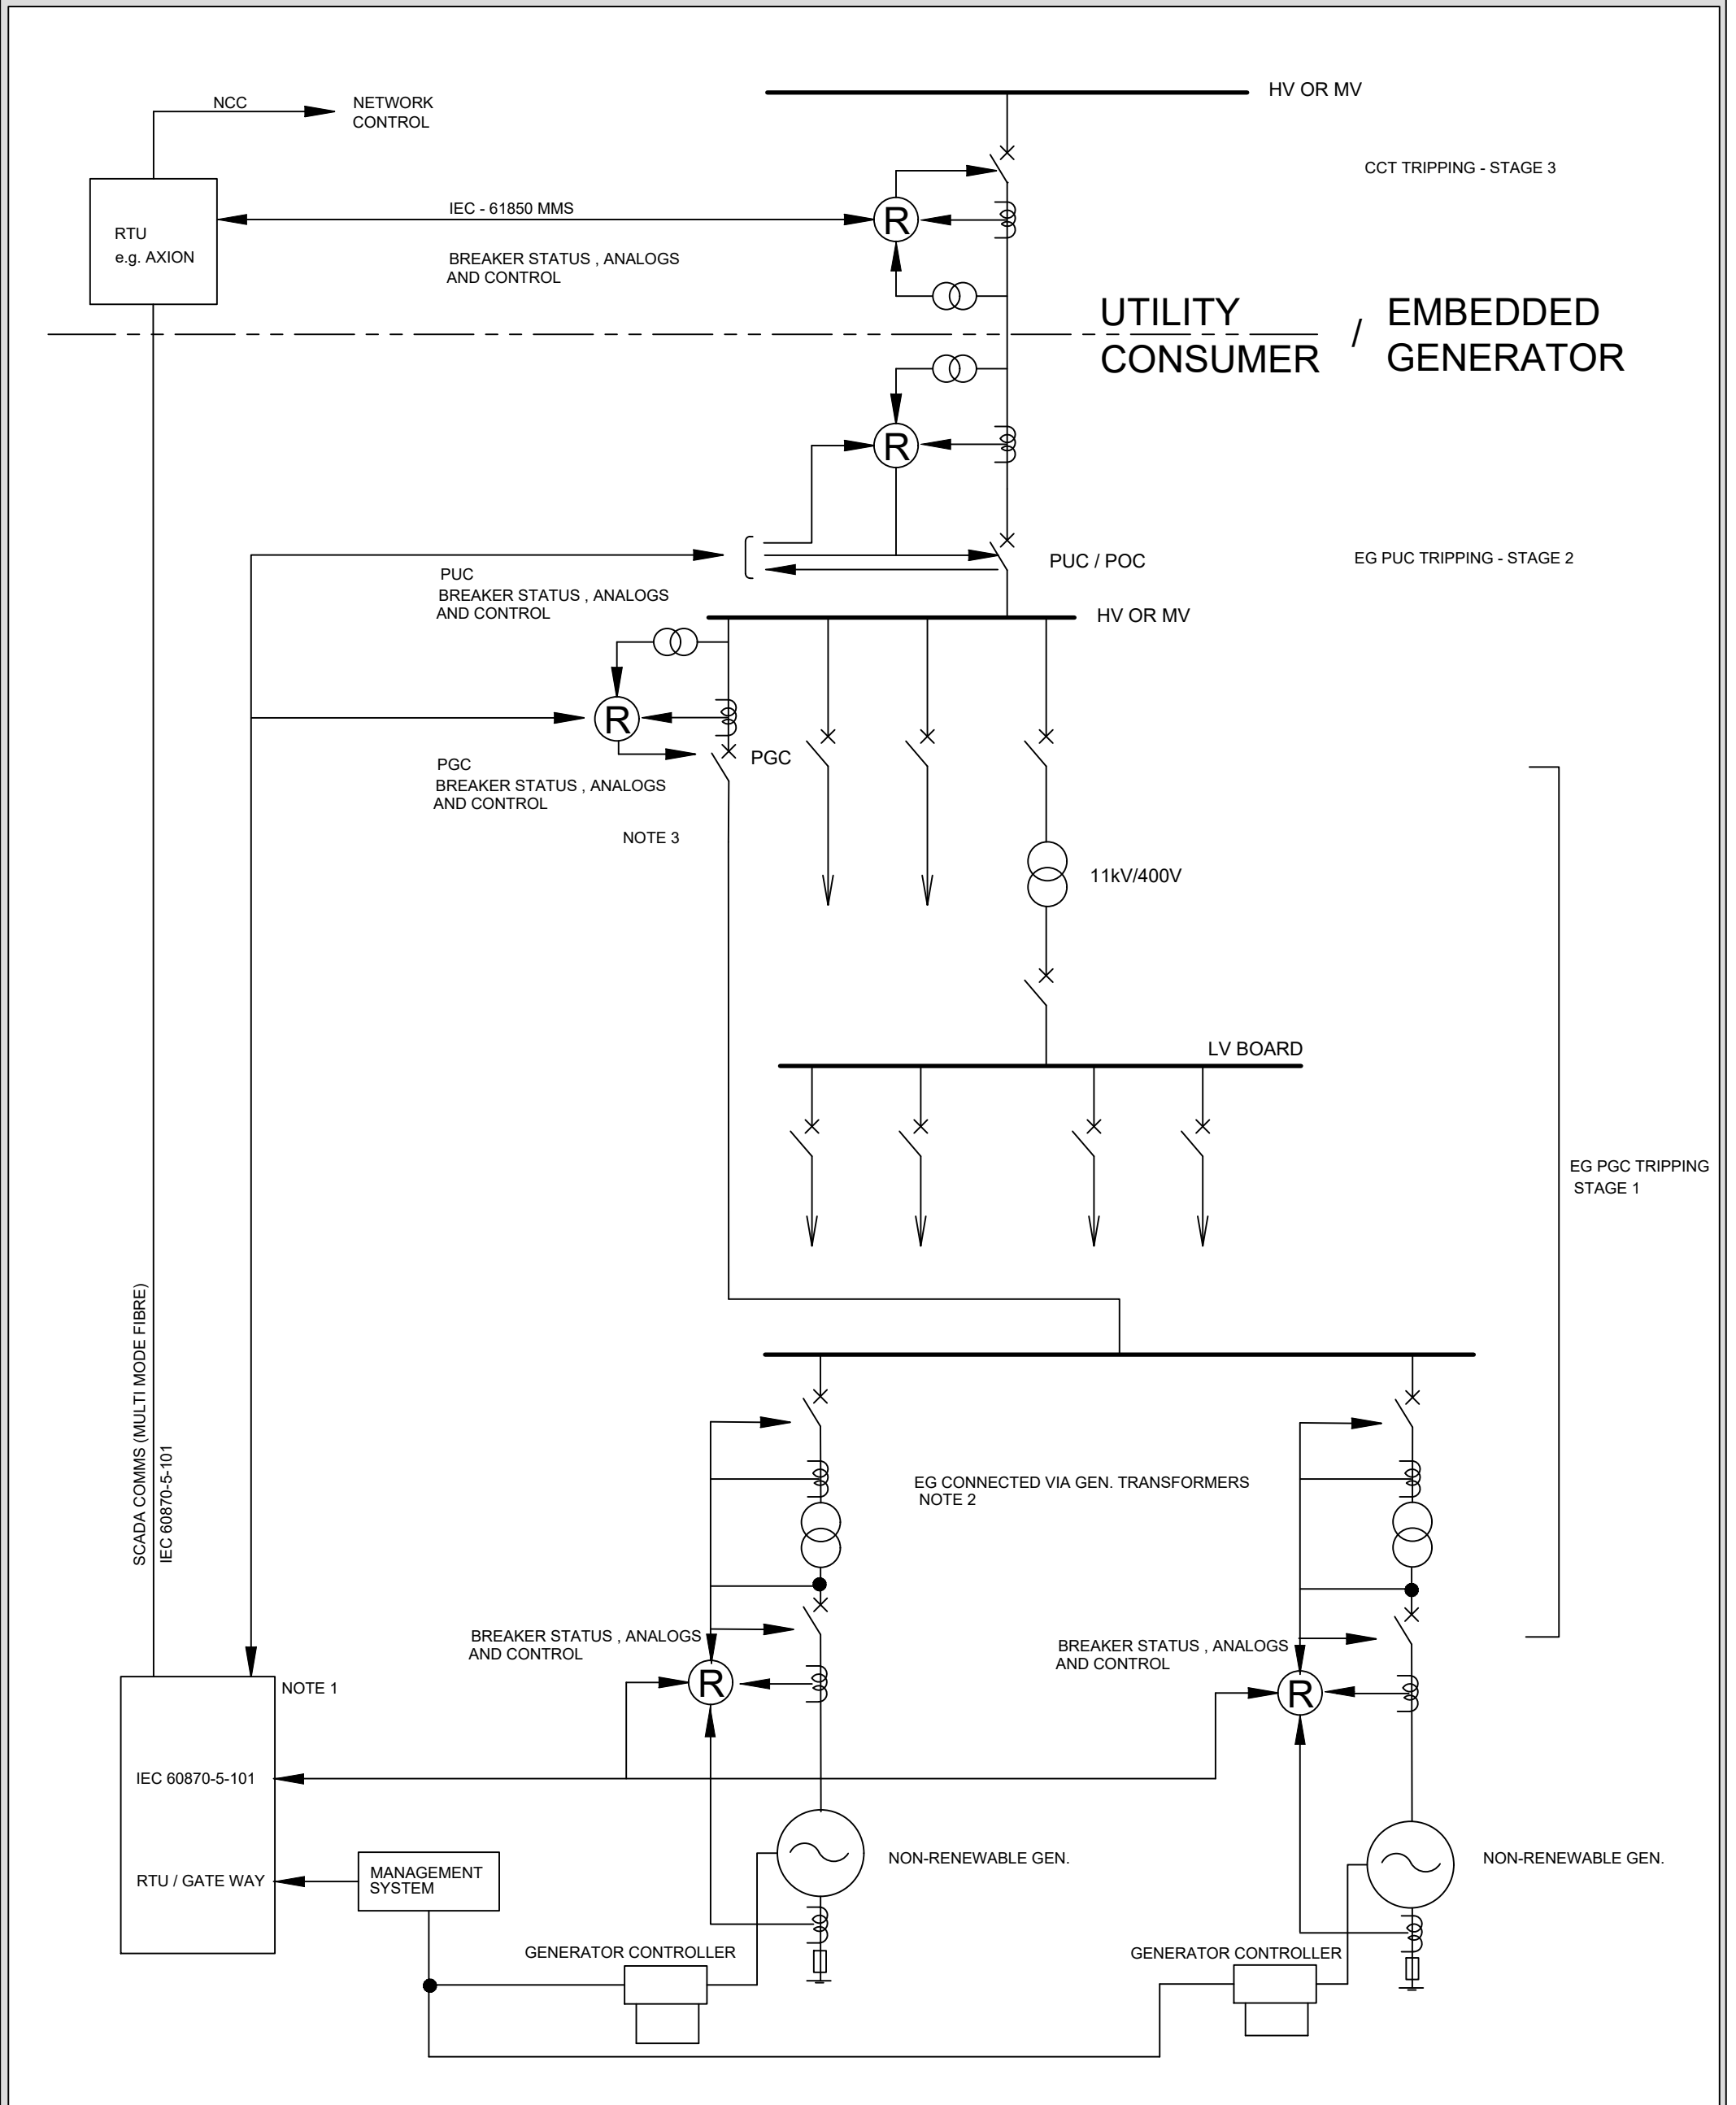 HV OR MV
NCC
NETWORK
CONTROL
CCT TRIPPING - STAGE 3
IEC - 61850 MMS
R
RTU
e.g. AXION
BREAKER STATUS , ANALOGS
AND CONTROL
UTILITY
CONSUMER
/
EMBEDDED
GENERATOR
R
PUC / POC
EG PUC TRIPPING - STAGE 2
PUC
BREAKER STATUS , ANALOGS
AND CONTROL
HV OR MV
R
PGC
PGC
BREAKER STATUS , ANALOGS
AND CONTROL
NOTE 3
11kV/400V
LV BOARD
EG PGC TRIPPING
STAGE 1
SCADA COMMS (MULTI MODE FIBRE)
IEC 60870-5-101
EG CONNECTED VIA GEN. TRANSFORMERS
NOTE 2
BREAKER STATUS , ANALOGS
AND CONTROL
R
BREAKER STATUS , ANALOGS
AND CONTROL
R
NOTE 1
IEC 60870-5-101
RTU / GATE WAY
MANAGEMENT
SYSTEM
NON-RENEWABLE GEN.
NON-RENEWABLE GEN.
GENERATOR CONTROLLER
GENERATOR CONTROLLER